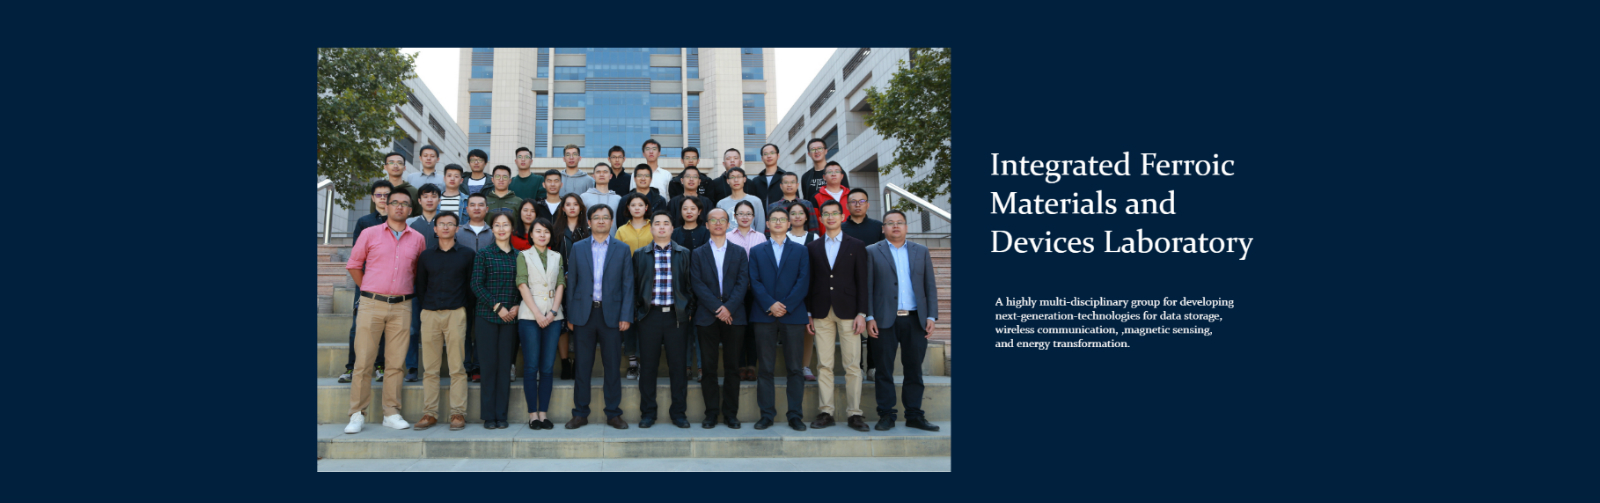 Integrated Ferroic
Materials and
Devices Laboratory
A highly multi-disciplinary group for developing
next-generation-technologies for data storage,
wireless communication, ,magnetic sensing,
and energy transformation.